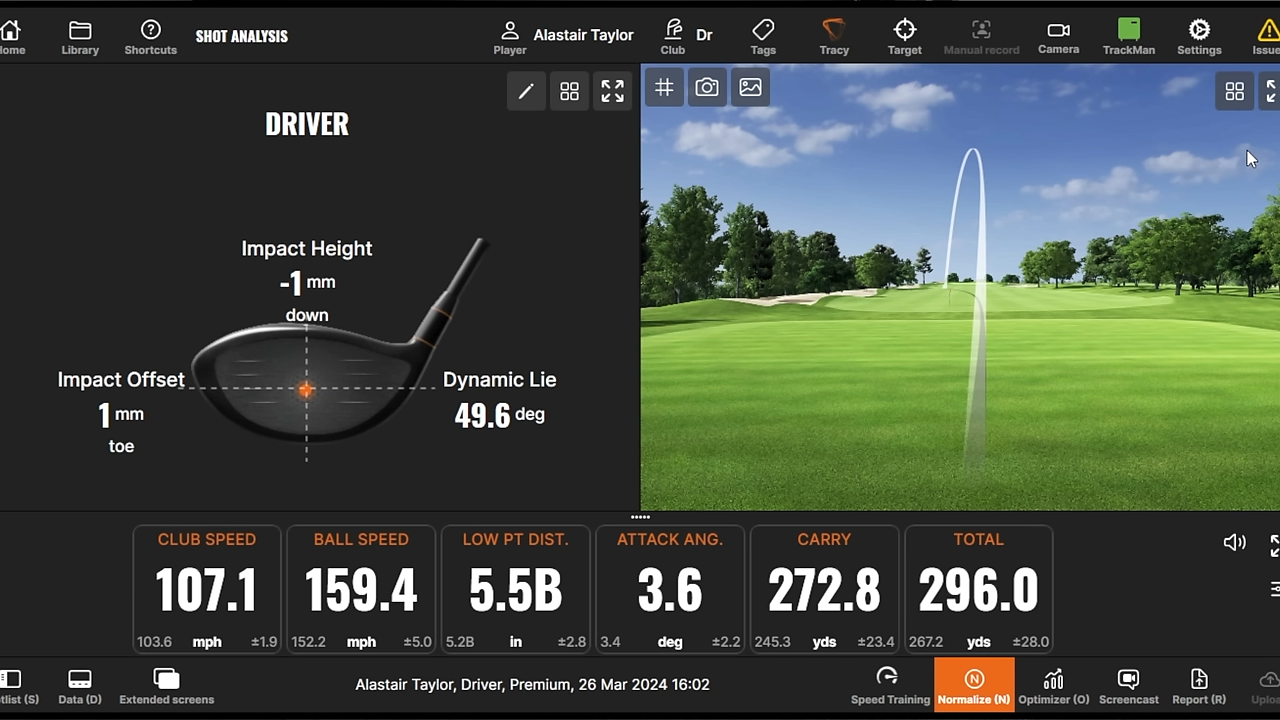 ome
Library
Shortcuts
SHOT ANALYSIS
Player
Alastair Taylor
Club
Dr
Tags
Tracy
Target
Manual record
Camera
TrackMan
Settings
Issue
DRIVER
Impact Height
-1 mm
down
Impact Offset
1 mm
toe
Dynamic Lie
49.6 deg
CLUB SPEED
107.1
103.6 mph ±1.9
BALL SPEED
159.4
152.2 mph ±5.0
LOW PT DIST.
5.5B
5.2B in ±2.8
ATTACK ANG.
3.6
3.4 deg ±2.2
CARRY
272.8
245.3 yds ±23.4
TOTAL
296.0
267.2 yds ±28.0
tlist (S)
Data (D)
Extended screens
Alastair Taylor, Driver, Premium, 26 Mar 2024 16:02
Speed Training
N
Normalize (N)
Optimizer (O)
Screencast
Report (R)
Uploa